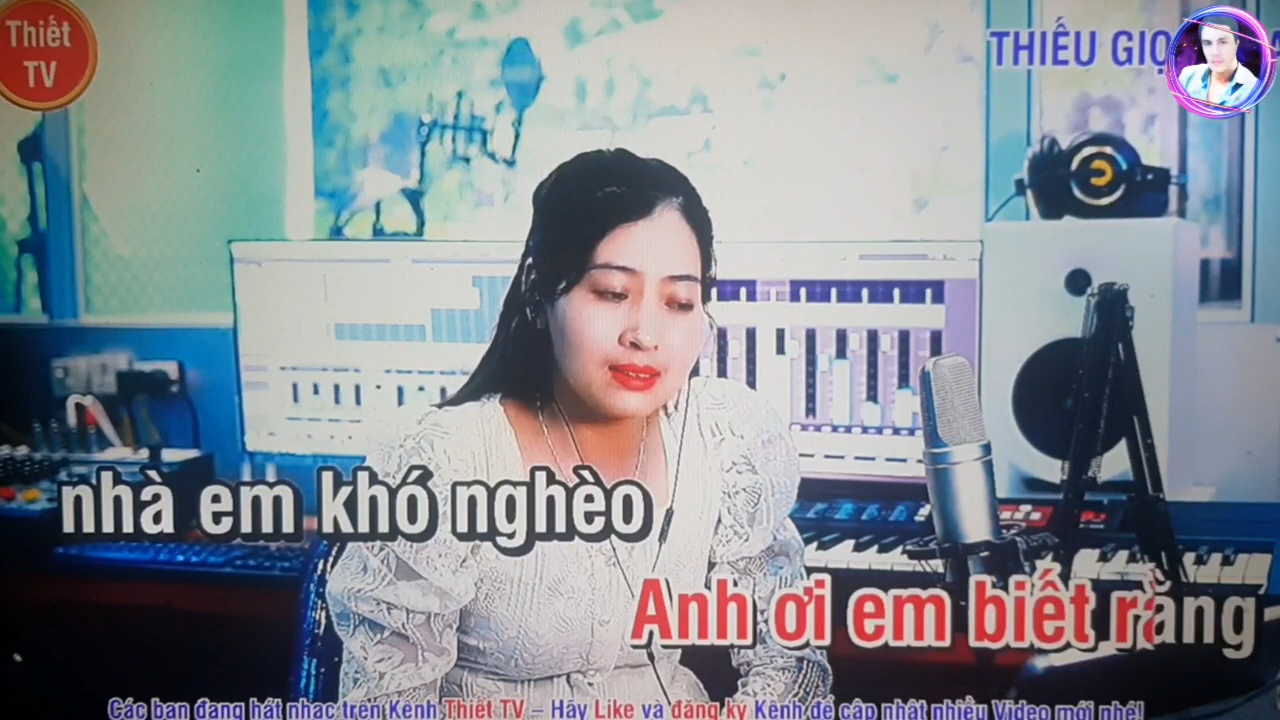 Thiết
TV
THIẾU GIỌ
nhà em khó nghèo
Anh ơi em biết rằng
Các bạn đang hát nhạc trên Kênh Thiết TV – Hãy Like và đăng ký Kênh để cập nhật nhiều Video mới nhé!